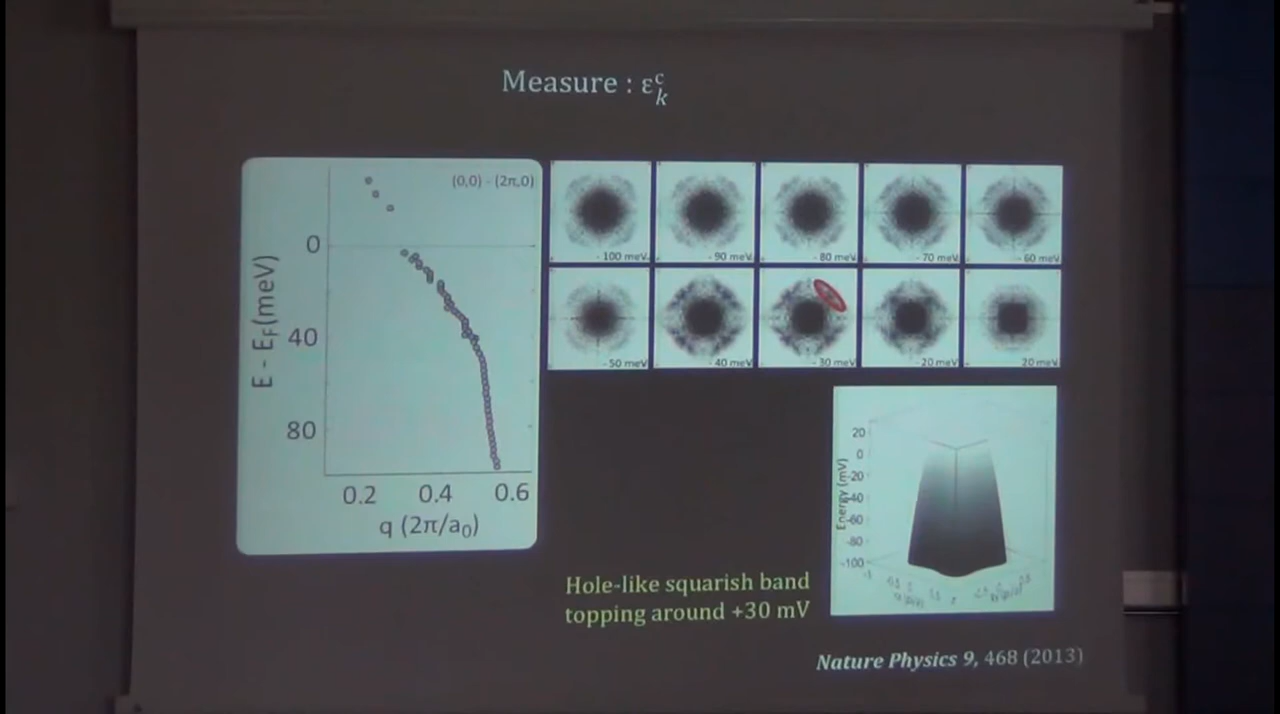 Measure : εᶜₖ
(0,0) - (2π,0)
E - E_F (meV)
0
40
80
0.2 0.4 0.6
q (2π/a₀)
- 100 meV
- 90 meV
- 80 meV
- 70 meV
- 60 meV
- 50 meV
- 40 meV
- 30 meV
- 20 meV
20 meV
Energy (mV)
20
0
-20
-40
-60
-80
-100
Hole-like squarish band
topping around +30 mV
Nature Physics 9, 468 (2013)